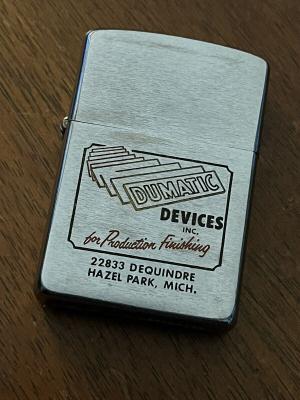 DUMATIC
DEVICES
INC.
for Production Finishing
22833 DEQUINDRE
HAZEL PARK, MICH.